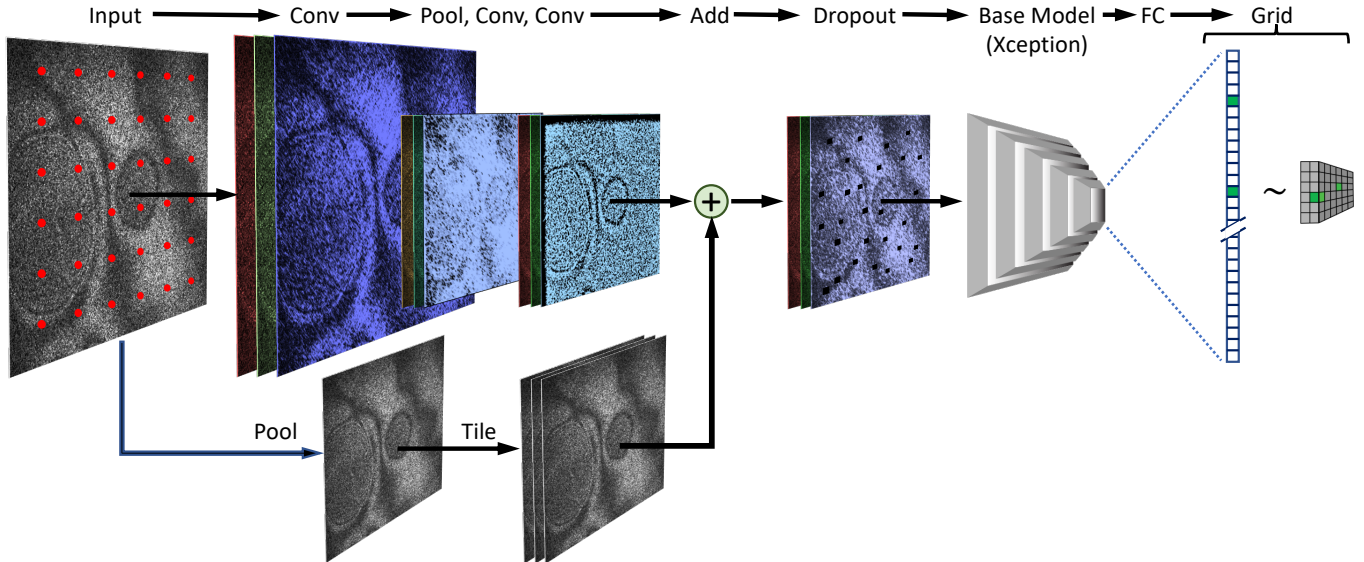 Input Conv Pool, Conv, Conv Add Dropout Base Model FC Grid
(Xception)
+
~
Pool Tile